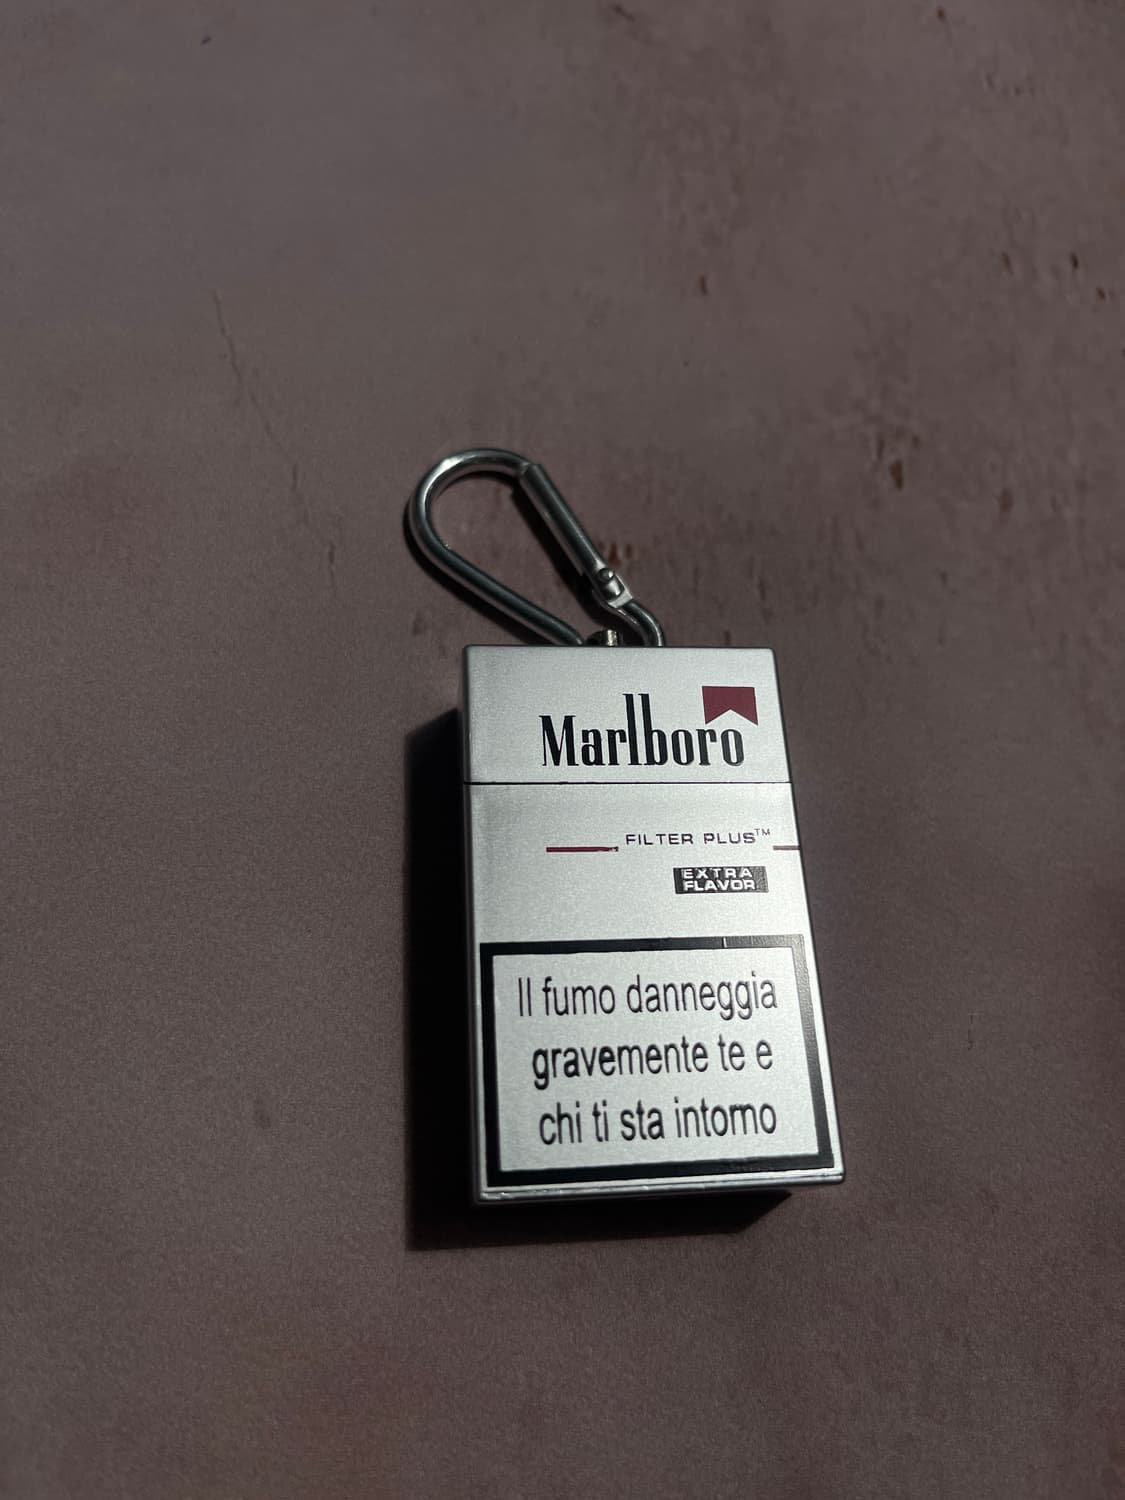 Marlboro
FILTER PLUS™
EXTRA
FLAVOR
Il fumo danneggia
gravemente te e
chi ti sta intorno